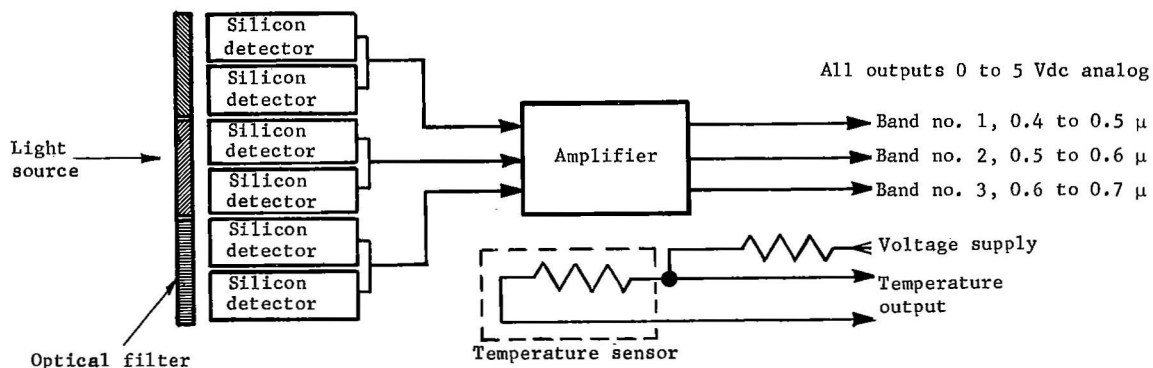 Silicon
detector
Silicon
detector
Silicon
detector
Silicon
detector
Silicon
detector
Silicon
detector
Light
source
Optical filter
Amplifier
All outputs 0 to 5 Vdc analog
Band no. 1, 0.4 to 0.5 μ
Band no. 2, 0.5 to 0.6 μ
Band no. 3, 0.6 to 0.7 μ
Voltage supply
Temperature
output
Temperature sensor